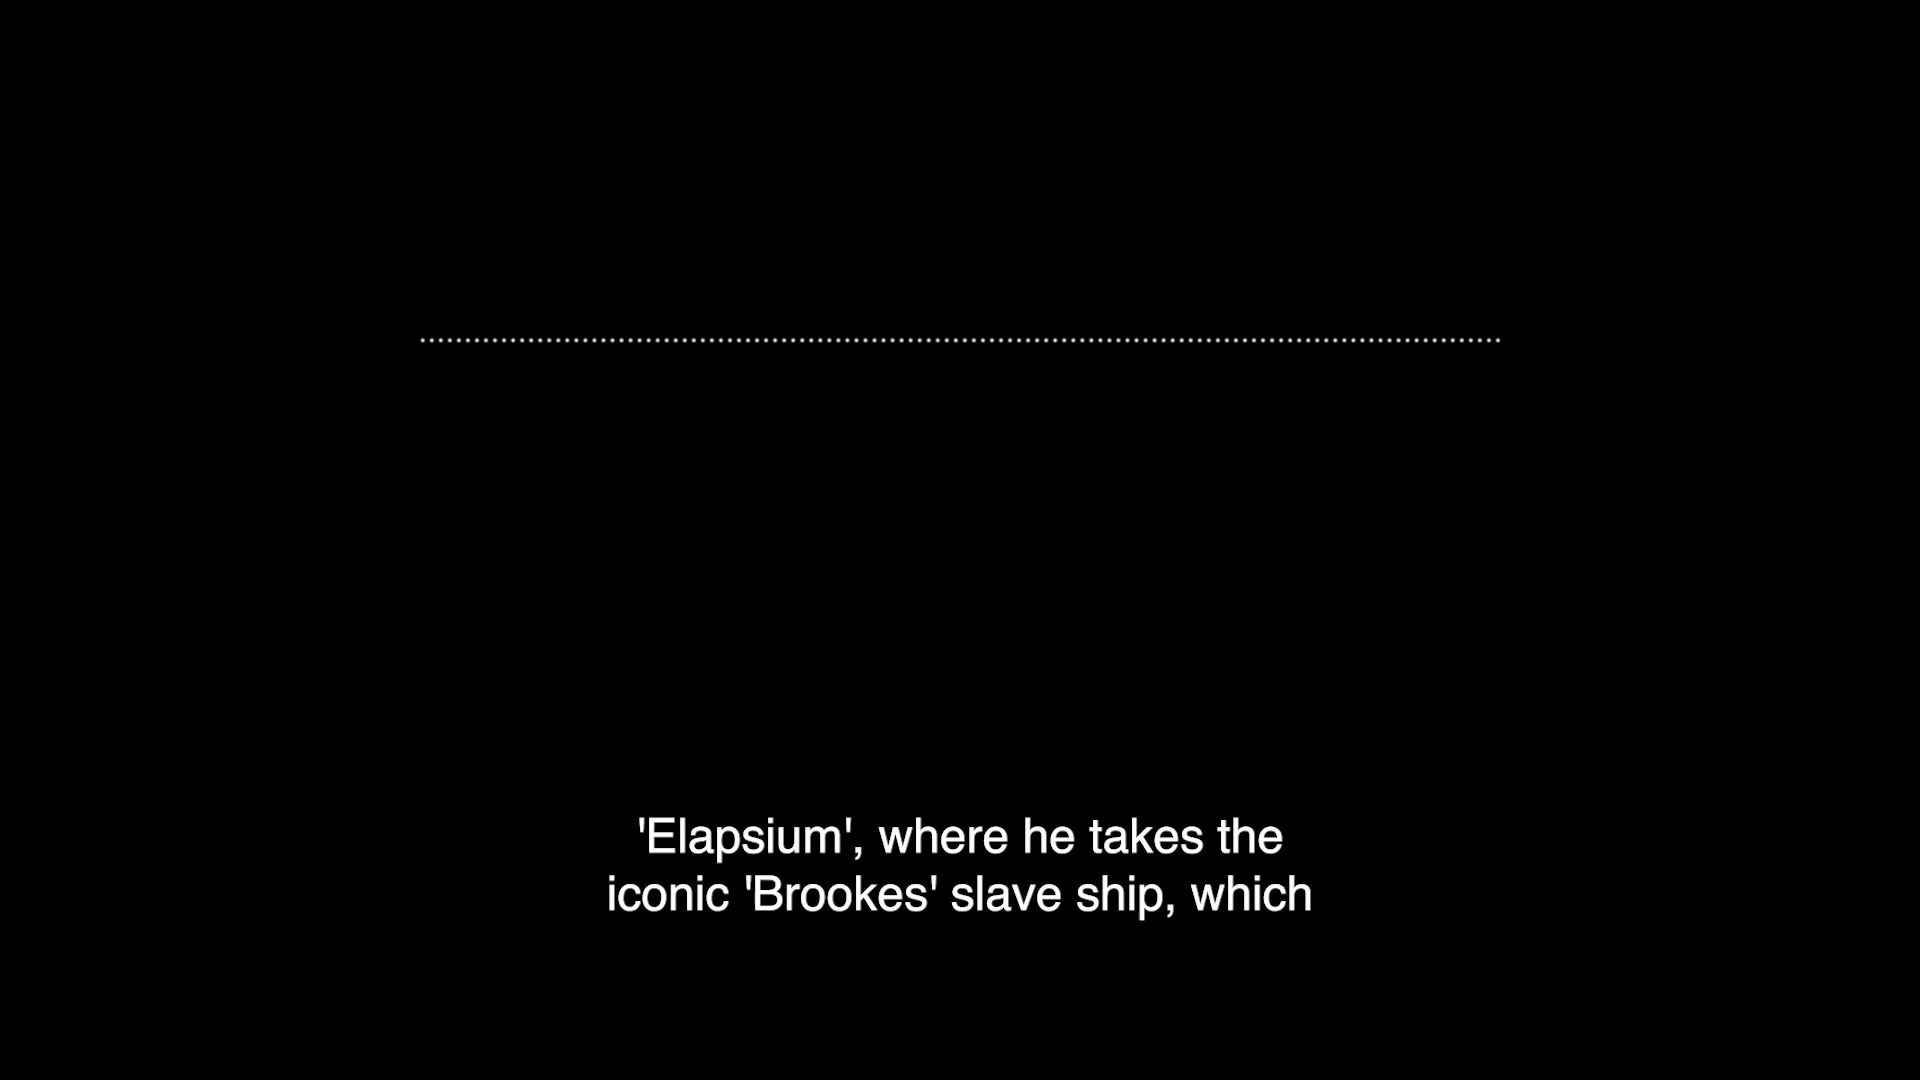 'Elapsium', where he takes the
iconic 'Brookes' slave ship, which